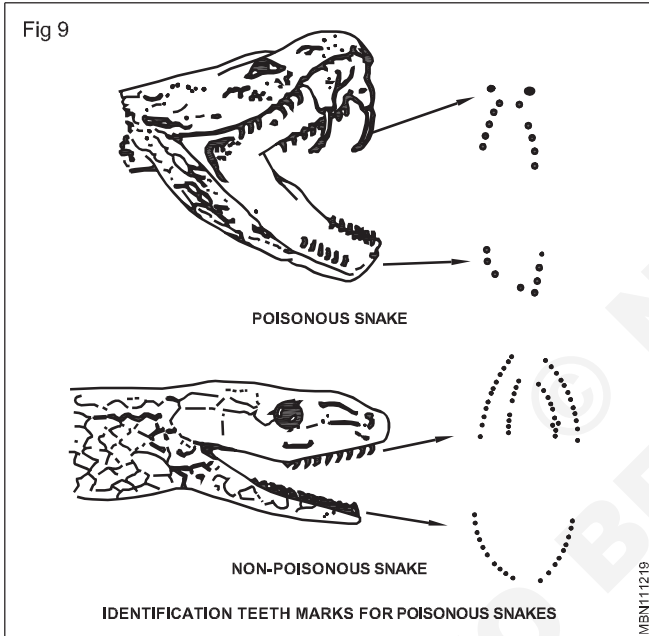 Fig 9
POISONOUS SNAKE
NON-POISONOUS SNAKE
IDENTIFICATION TEETH MARKS FOR POISONOUS SNAKES
MBN111219